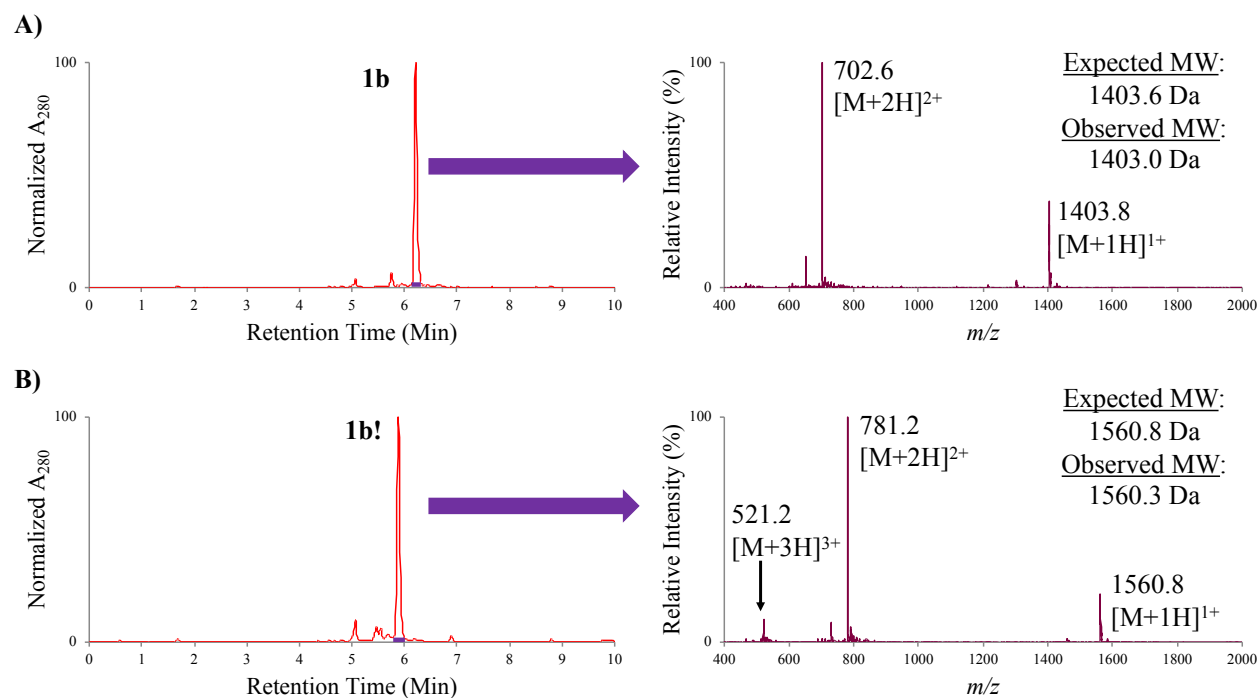 A)
Normalized A280
100
0
1b
0 1 2 3 4 5 6 7 8 9 10
Retention Time (Min)
Relative Intensity (%)
100
0
702.6
[M+2H]2+
1403.8
[M+1H]1+
Expected MW:
1403.6 Da
Observed MW:
1403.0 Da
400 600 800 1000 1200 1400 1600 1800 2000
m/z
B)
Normalized A280
100
0
1b!
0 1 2 3 4 5 6 7 8 9 10
Retention Time (Min)
Relative Intensity (%)
100
0
521.2
[M+3H]3+
781.2
[M+2H]2+
1560.8
[M+1H]1+
Expected MW:
1560.8 Da
Observed MW:
1560.3 Da
400 600 800 1000 1200 1400 1600 1800 2000
m/z